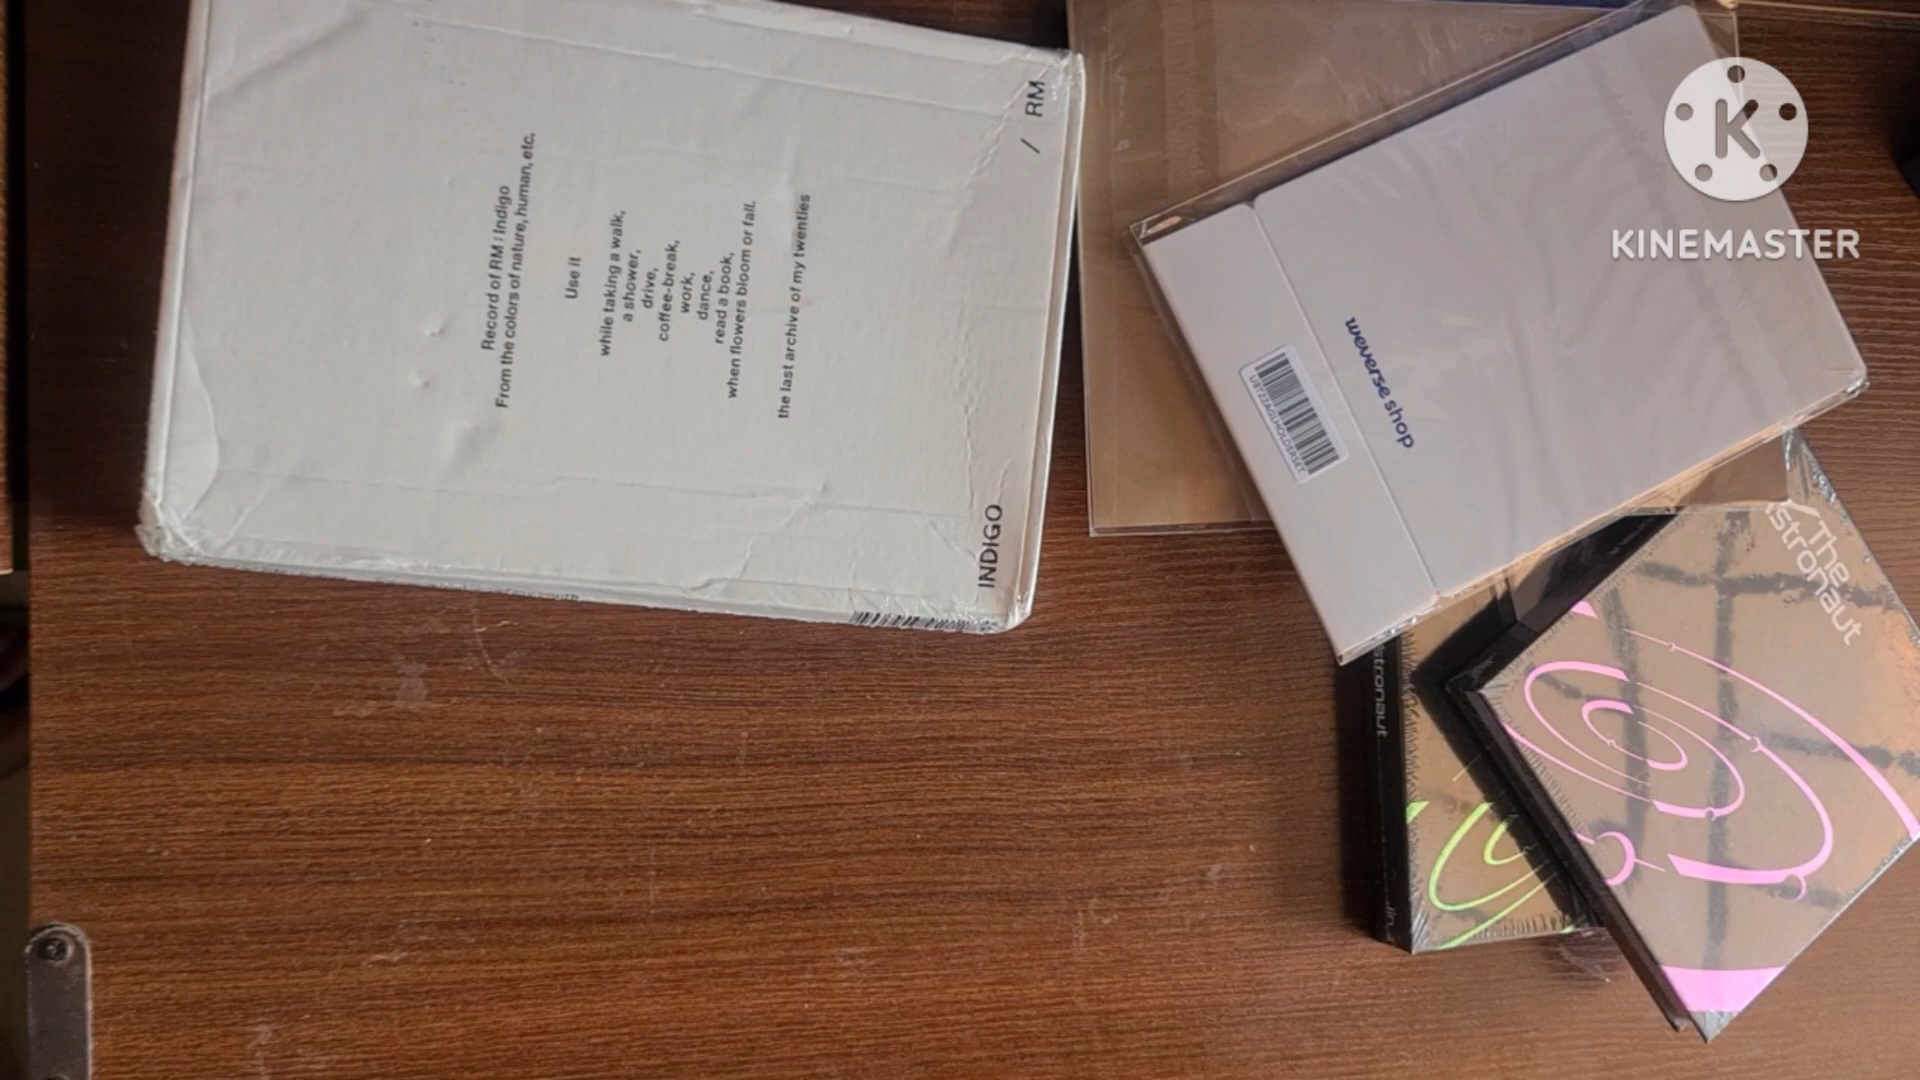 Record of RM : Indigo
From the colors of nature, human, etc.
Use it
while taking a walk,
a shower,
drive,
coffee-break,
work,
dance,
read a book,
when flowers bloom or fall.
the last archive of my twenties
INDIGO / RM
weverse shop
K
KINEMASTER
The
Astronaut
stronaut
Jin